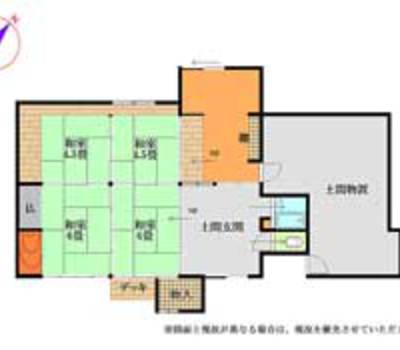 和室
4.5畳
和室
4.5畳
土間物置
仏
和室
6畳
和室
6畳
土間玄関
デッキ
物入
※図面と現況が異なる場合は、現況を優先させていただきま